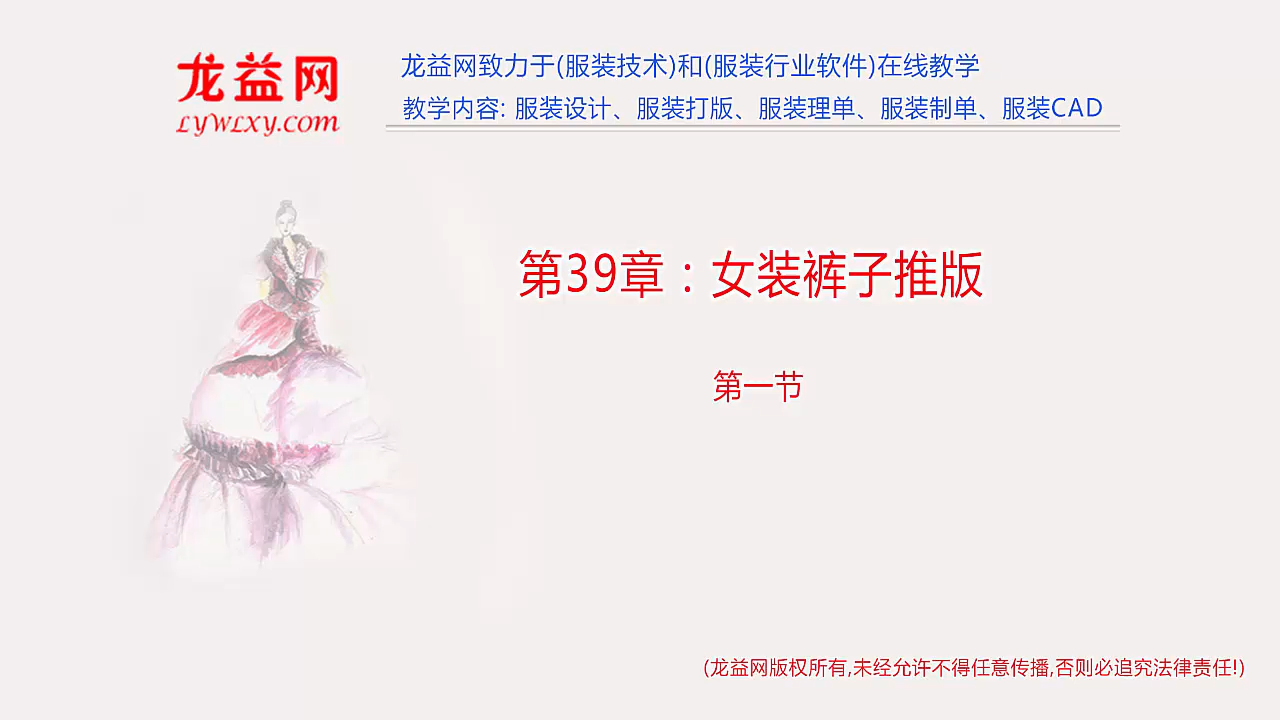 龙益网
LYWLXY.com
龙益网致力于(服装技术)和(服装行业软件)在线教学
教学内容: 服装设计、服装打版、服装理单、服装制单、服装CAD
第39章：女装裤子推版
第一节
(龙益网版权所有,未经允许不得任意传播,否则必追究法律责任!)